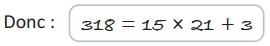 Donc : 318 = 15 × 21 + 3